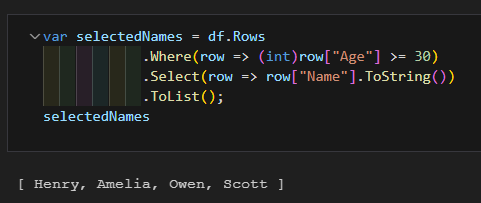 var selectedNames = df.Rows
.Where(row => (int)row["Age"] >= 30)
.Select(row => row["Name"].ToString())
.ToList();
selectedNames
[ Henry, Amelia, Owen, Scott ]